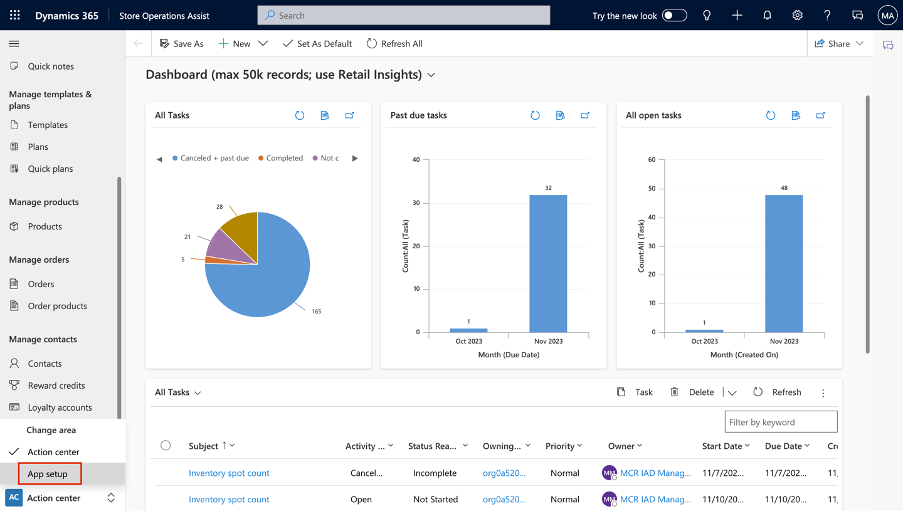 Dynamics 365
Store Operations Assist
Search
Try the new look
MA
Save As
New
Set As Default
Refresh All
Share
Quick notes
Manage templates &
plans
Templates
Plans
Quick plans
Manage products
Products
Manage orders
Orders
Order products
Manage contacts
Contacts
Reward credits
Loyalty accounts
Change area
Action center
App setup
AC Action center
Dashboard (max 50k records; use Retail Insights)
All Tasks
Canceled + past due
Completed
Not c
28
21
5
165
Past due tasks
40
30
20
10
0
Count:All (Task)
1
32
Oct 2023
Nov 2023
Month (Due Date)
All open tasks
60
50
40
30
20
10
0
Count:All (Task)
1
48
Oct 2023
Nov 2023
Month (Created On)
All Tasks
Task
Delete
Refresh
Filter by keyword
Subject ↑ Activity ... Status Rea... Owning... Priority Owner Start Date Due Date Cr
Inventory spot count Cancel... Incomplete org0a520... Normal MM MCR IAD Manag... 11/7/202... 11/7/202... 11,
Inventory spot count Open Not Started org0a520... Normal MM MCR IAD Manag... 11/10/20... 11/10/20... 11,